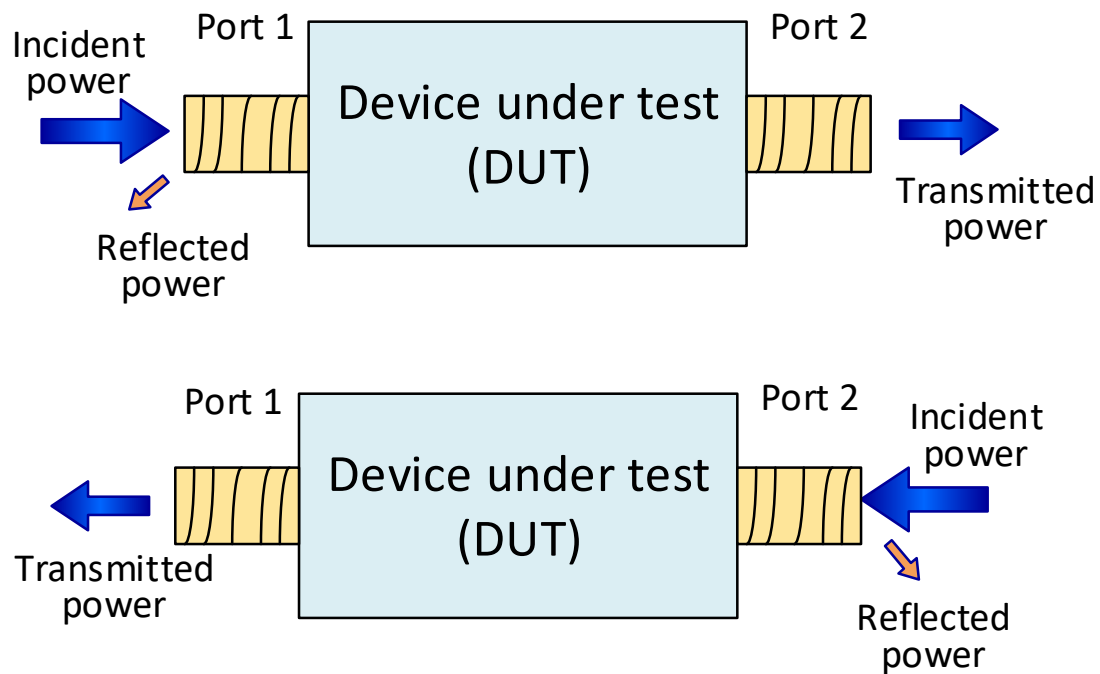 Port 1
Port 2
Incident
power
Device under test
(DUT)
Transmitted
power
Reflected
power
Port 1
Port 2
Incident
power
Device under test
(DUT)
Transmitted
power
Reflected
power